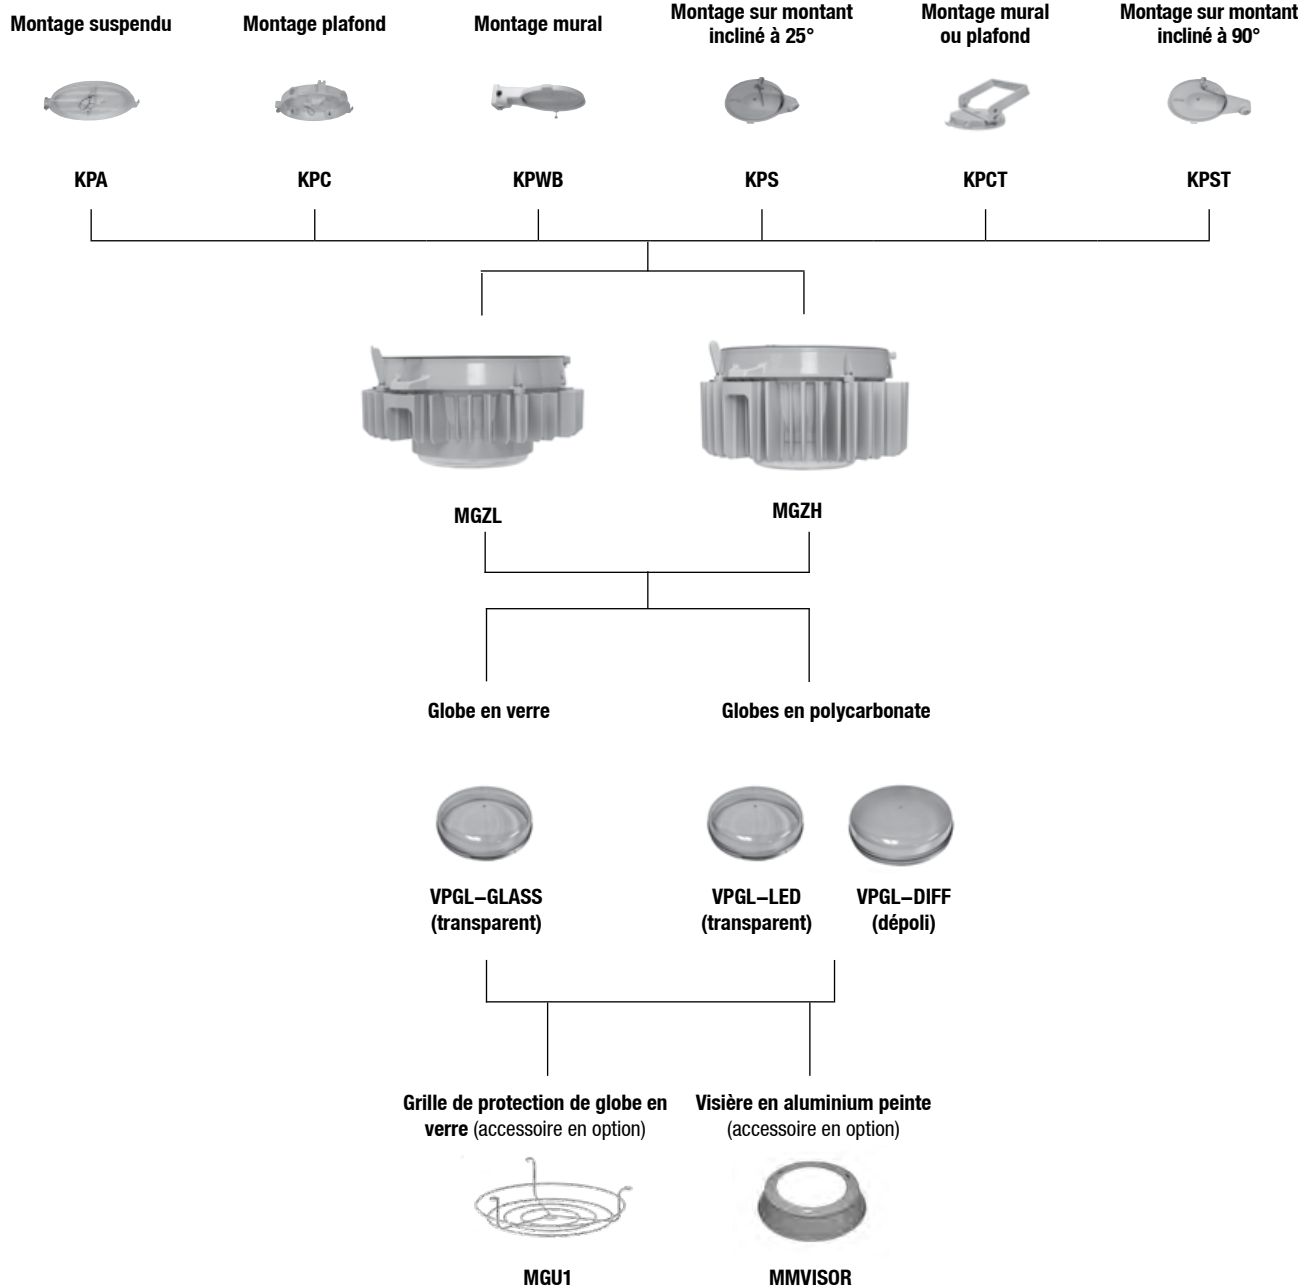 Montage suspendu
Montage plafond
Montage mural
Montage sur montant
incliné à 25°
Montage mural
ou plafond
Montage sur montant
incliné à 90°
KPA
KPC
KPWB
KPS
KPCT
KPST
MGZL
MGZH
Globe en verre
Globes en polycarbonate
VPGL–GLASS
(transparent)
VPGL–LED
(transparent)
VPGL–DIFF
(dépoli)
Grille de protection de globe en
verre (accessoire en option)
Visière en aluminium peinte
(accessoire en option)
MGU1
MMVISOR